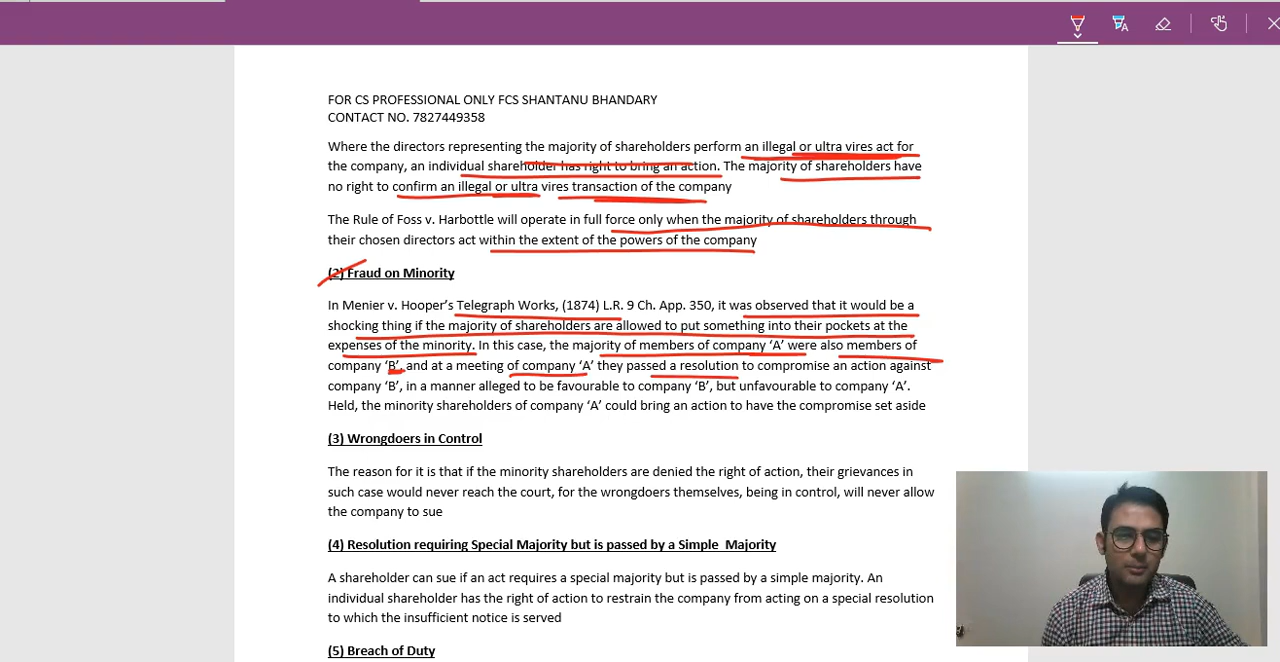 FOR CS PROFESSIONAL ONLY FCS SHANTANU BHANDARY
CONTACT NO. 7827449358
Where the directors representing the majority of shareholders perform an illegal or ultra vires act for
the company, an individual shareholder has right to bring an action. The majority of shareholders have
no right to confirm an illegal or ultra vires transaction of the company
The Rule of Foss v. Harbottle will operate in full force only when the majority of shareholders through
their chosen directors act within the extent of the powers of the company
(2) Fraud on Minority
In Menier v. Hooper’s Telegraph Works, (1874) L.R. 9 Ch. App. 350, it was observed that it would be a
shocking thing if the majority of shareholders are allowed to put something into their pockets at the
expenses of the minority. In this case, the majority of members of company ‘A’ were also members of
company ‘B’, and at a meeting of company ‘A’ they passed a resolution to compromise an action against
company ‘B’, in a manner alleged to be favourable to company ‘B’, but unfavourable to company ‘A’.
Held, the minority shareholders of company ‘A’ could bring an action to have the compromise set aside
(3) Wrongdoers in Control
The reason for it is that if the minority shareholders are denied the right of action, their grievances in
such case would never reach the court, for the wrongdoers themselves, being in control, will never allow
the company to sue
(4) Resolution requiring Special Majority but is passed by a Simple  Majority
A shareholder can sue if an act requires a special majority but is passed by a simple majority. An
individual shareholder has the right of action to restrain the company from acting on a special resolution
to which the insufficient notice is served
(5) Breach of Duty